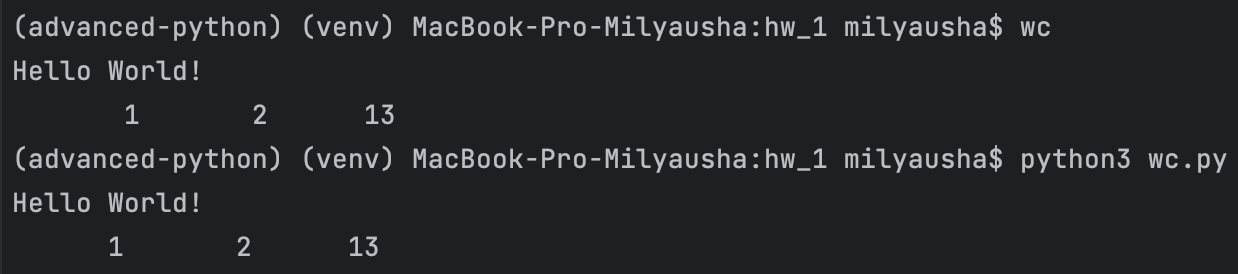 (advanced-python) (venv) MacBook-Pro-Milyausha:hw_1 milyausha$ wc
Hello World!
       1       2      13
(advanced-python) (venv) MacBook-Pro-Milyausha:hw_1 milyausha$ python3 wc.py
Hello World!
      1       2      13